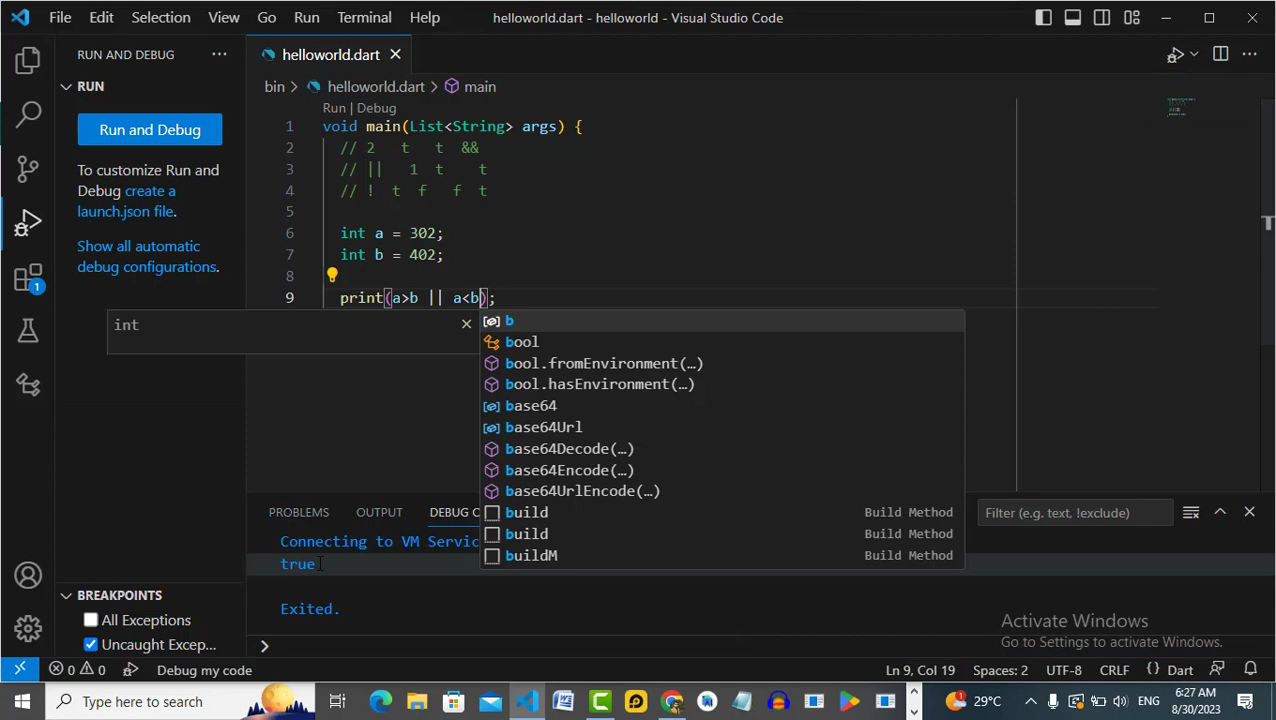 File Edit Selection View Go Run Terminal Help helloworld.dart - helloworld - Visual Studio Code
RUN AND DEBUG ··· helloworld.dart
RUN bin > helloworld.dart > main
Run | Debug
Run and Debug
To customize Run and
Debug create a
launch.json file.
Show all automatic
debug configurations.
1 void main(List<String> args) {
2 // 2 t t &&
3 // || 1 t t
4 // ! t f f t
5
6 int a = 302;
7 int b = 402;
8
9 print(a>b || a<b);
int
b
bool
bool.fromEnvironment(…)
bool.hasEnvironment(…)
base64
base64Url
base64Decode(…)
base64Encode(…)
base64UrlEncode(…)
build Build Method
build Build Method
buildM Build Method
1
PROBLEMS OUTPUT DEBUG C Filter (e.g. text, !exclude)
Connecting to VM Servic
true
Exited.
>
BREAKPOINTS
All Exceptions
Uncaught Excep...
Activate Windows
Go to Settings to activate Windows.
0 0 Debug my code Ln 9, Col 19 Spaces: 2 UTF-8 CRLF {} Dart
Type here to search 1 29°C ENG 6:27 AM
8/30/2023